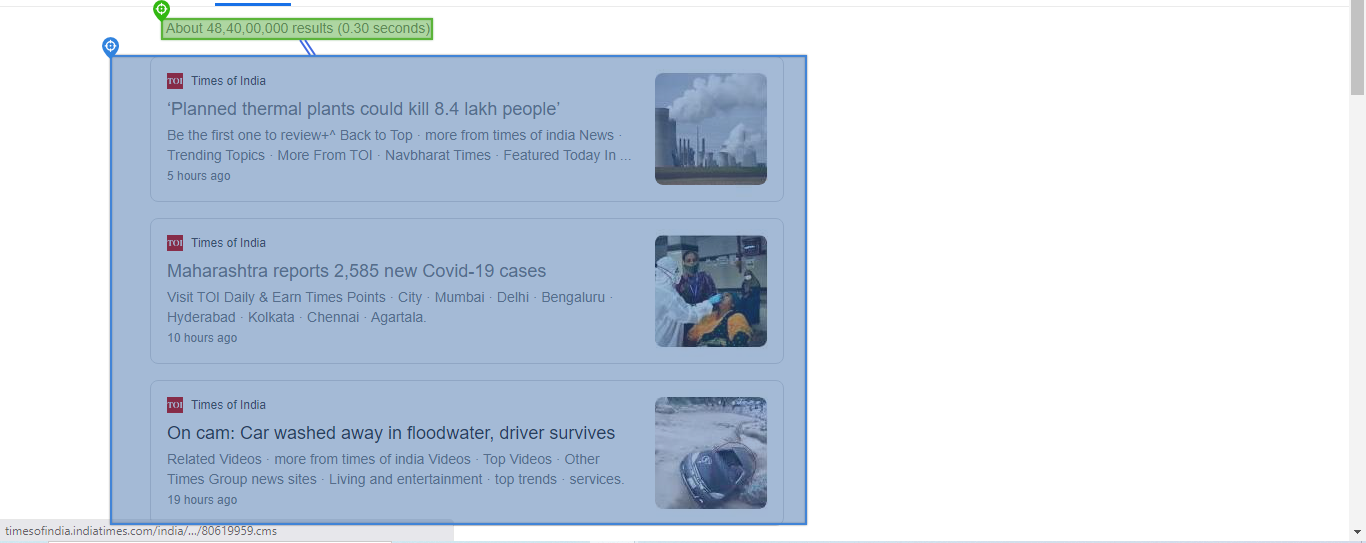 About 48,40,00,000 results (0.30 seconds)
TOI Times of India
‘Planned thermal plants could kill 8.4 lakh people’
Be the first one to review+^ Back to Top · more from times of india News ·
Trending Topics · More From TOI · Navbharat Times · Featured Today In ...
5 hours ago
TOI Times of India
Maharashtra reports 2,585 new Covid-19 cases
Visit TOI Daily & Earn Times Points · City · Mumbai · Delhi · Bengaluru ·
Hyderabad · Kolkata · Chennai · Agartala.
10 hours ago
TOI Times of India
On cam: Car washed away in floodwater, driver survives
Related Videos · more from times of india Videos · Top Videos · Other
Times Group news sites · Living and entertainment · top trends · services.
19 hours ago
timesofindia.indiatimes.com/india/.../80619959.cms